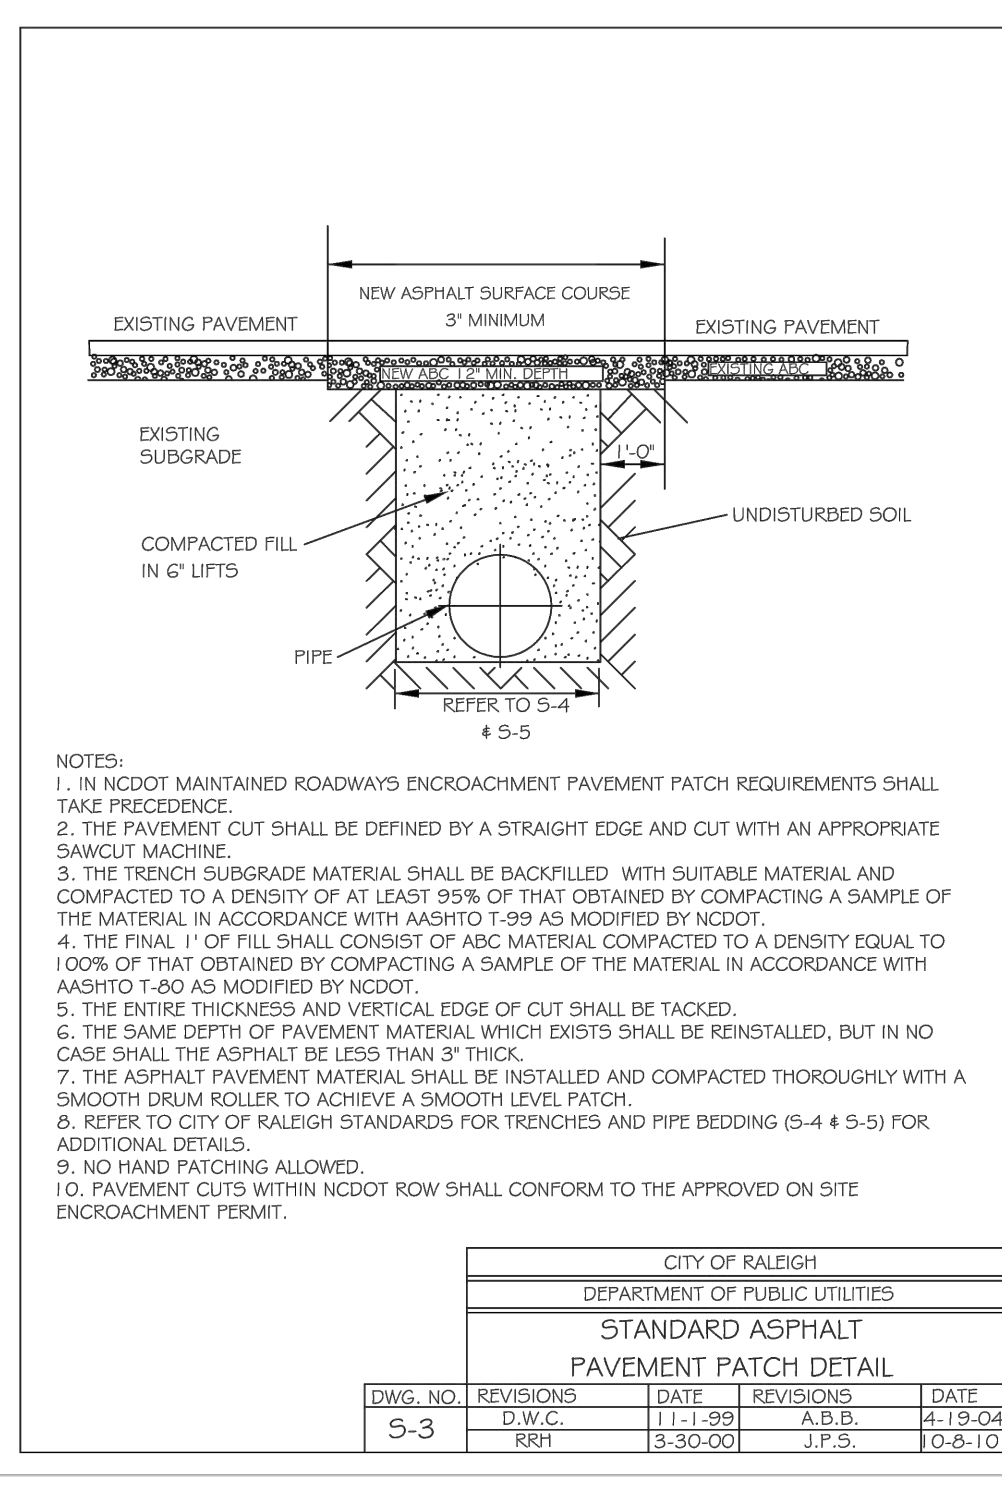 NEW ASPHALT SURFACE COURSE
3" MINIMUM
EXISTING PAVEMENT
EXISTING PAVEMENT
NEW ABC 12" MIN. DEPTH
EXISTING ABC
EXISTING
SUBGRADE
1'-0"
UNDISTURBED SOIL
COMPACTED FILL
IN 6" LIFTS
PIPE
REFER TO S-4
& S-5
NOTES:
1. IN NCDOT MAINTAINED ROADWAYS ENCROACHMENT PAVEMENT PATCH REQUIREMENTS SHALL
TAKE PRECEDENCE.
2. THE PAVEMENT CUT SHALL BE DEFINED BY A STRAIGHT EDGE AND CUT WITH AN APPROPRIATE
SAWCUT MACHINE.
3. THE TRENCH SUBGRADE MATERIAL SHALL BE BACKFILLED WITH SUITABLE MATERIAL AND
COMPACTED TO A DENSITY OF AT LEAST 95% OF THAT OBTAINED BY COMPACTING A SAMPLE OF
THE MATERIAL IN ACCORDANCE WITH AASHTO T-99 AS MODIFIED BY NCDOT.
4. THE FINAL 1' OF FILL SHALL CONSIST OF ABC MATERIAL COMPACTED TO A DENSITY EQUAL TO
100% OF THAT OBTAINED BY COMPACTING A SAMPLE OF THE MATERIAL IN ACCORDANCE WITH
AASHTO T-80 AS MODIFIED BY NCDOT.
5. THE ENTIRE THICKNESS AND VERTICAL EDGE OF CUT SHALL BE TACKED.
6. THE SAME DEPTH OF PAVEMENT MATERIAL WHICH EXISTS SHALL BE REINSTALLED, BUT IN NO
CASE SHALL THE ASPHALT BE LESS THAN 3" THICK.
7. THE ASPHALT PAVEMENT MATERIAL SHALL BE INSTALLED AND COMPACTED THOROUGHLY WITH A
SMOOTH DRUM ROLLER TO ACHIEVE A SMOOTH LEVEL PATCH.
8. REFER TO CITY OF RALEIGH STANDARDS FOR TRENCHES AND PIPE BEDDING (S-4 & S-5) FOR
ADDITIONAL DETAILS.
9. NO HAND PATCHING ALLOWED.
10. PAVEMENT CUTS WITHIN NCDOT ROW SHALL CONFORM TO THE APPROVED ON SITE
ENCROACHMENT PERMIT.
CITY OF RALEIGH
DEPARTMENT OF PUBLIC UTILITIES
STANDARD ASPHALT
PAVEMENT PATCH DETAIL
DWG. NO. REVISIONS DATE REVISIONS DATE
S-3
D.W.C. 11-1-99 A.B.B. 4-19-04
RRH 3-30-00 J.P.S. 10-8-10